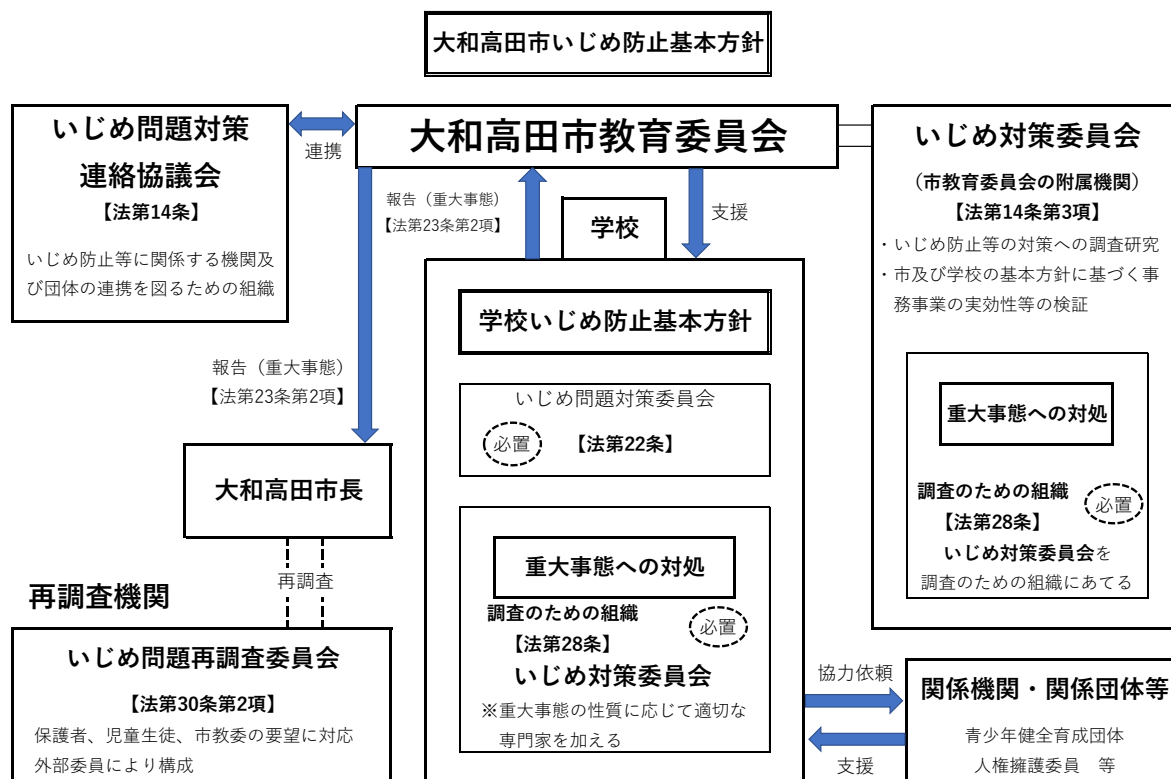 大和高田市いじめ防止基本方針
いじめ問題対策
連絡協議会
【法第14条】
いじめ防止等に関係する機関及
び団体の連携を図るための組織
連携
大和高田市教育委員会
報告（重大事態）
【法第23条第2項】
支援
いじめ対策委員会
（市教育委員会の附属機関）
【法第14条第3項】
・いじめ防止等の対策への調査研究
・市及び学校の基本方針に基づく事
務事業の実効性等の検証
重大事態への対処
調査のための組織
【法第28条】
必置
いじめ対策委員会を
調査のための組織にあてる
学校
学校いじめ防止基本方針
いじめ問題対策委員会
必置
【法第22条】
重大事態への対処
調査のための組織
【法第28条】
必置
いじめ対策委員会
※重大事態の性質に応じて適切な
専門家を加える
報告（重大事態）
【法第23条第2項】
大和高田市長
再調査
再調査機関
いじめ問題再調査委員会
【法第30条第2項】
保護者、児童生徒、市教委の要望に対応
外部委員により構成
協力依頼
支援
関係機関・関係団体等
青少年健全育成団体
人権擁護委員　等